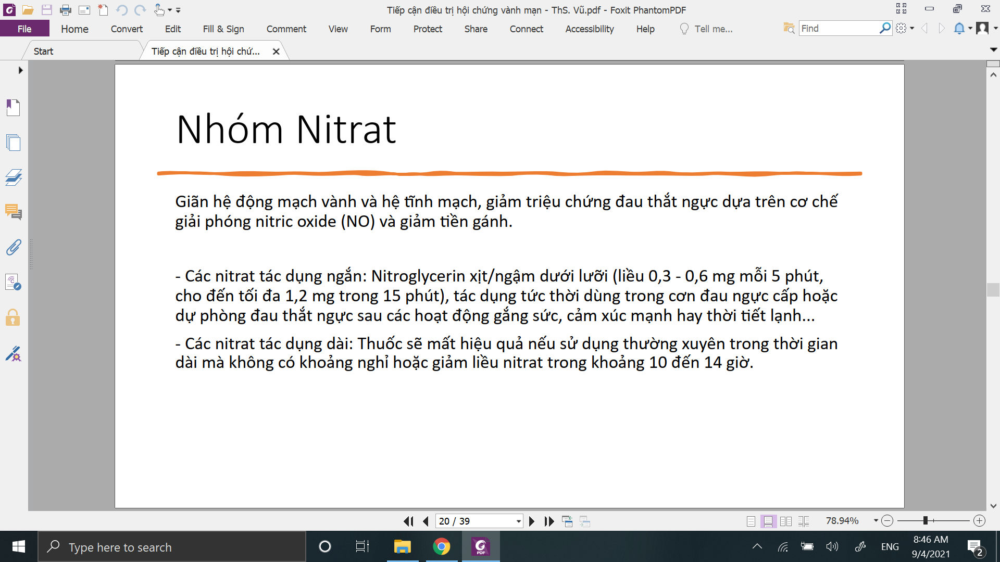 Tiếp cận điều trị hội chứng vành mạn - ThS. Vũ.pdf - Foxit PhantomPDF
File Home Convert Edit Fill & Sign Comment View Form Protect Share Connect Accessibility Help Tell me... Find
Start Tiếp cận điều trị hội chứ...
Nhóm Nitrat
Giãn hệ động mạch vành và hệ tĩnh mạch, giảm triệu chứng đau thắt ngực dựa trên cơ chế
giải phóng nitric oxide (NO) và giảm tiền gánh.
- Các nitrat tác dụng ngắn: Nitroglycerin xịt/ngậm dưới lưỡi (liều 0,3 - 0,6 mg mỗi 5 phút,
cho đến tối đa 1,2 mg trong 15 phút), tác dụng tức thời dùng trong cơn đau ngực cấp hoặc
dự phòng đau thắt ngực sau các hoạt động gắng sức, cảm xúc mạnh hay thời tiết lạnh...
- Các nitrat tác dụng dài: Thuốc sẽ mất hiệu quả nếu sử dụng thường xuyên trong thời gian
dài mà không có khoảng nghỉ hoặc giảm liều nitrat trong khoảng 10 đến 14 giờ.
20 / 39 78.94%
Type here to search PDF ENG 8:46 AM
9/4/2021 2